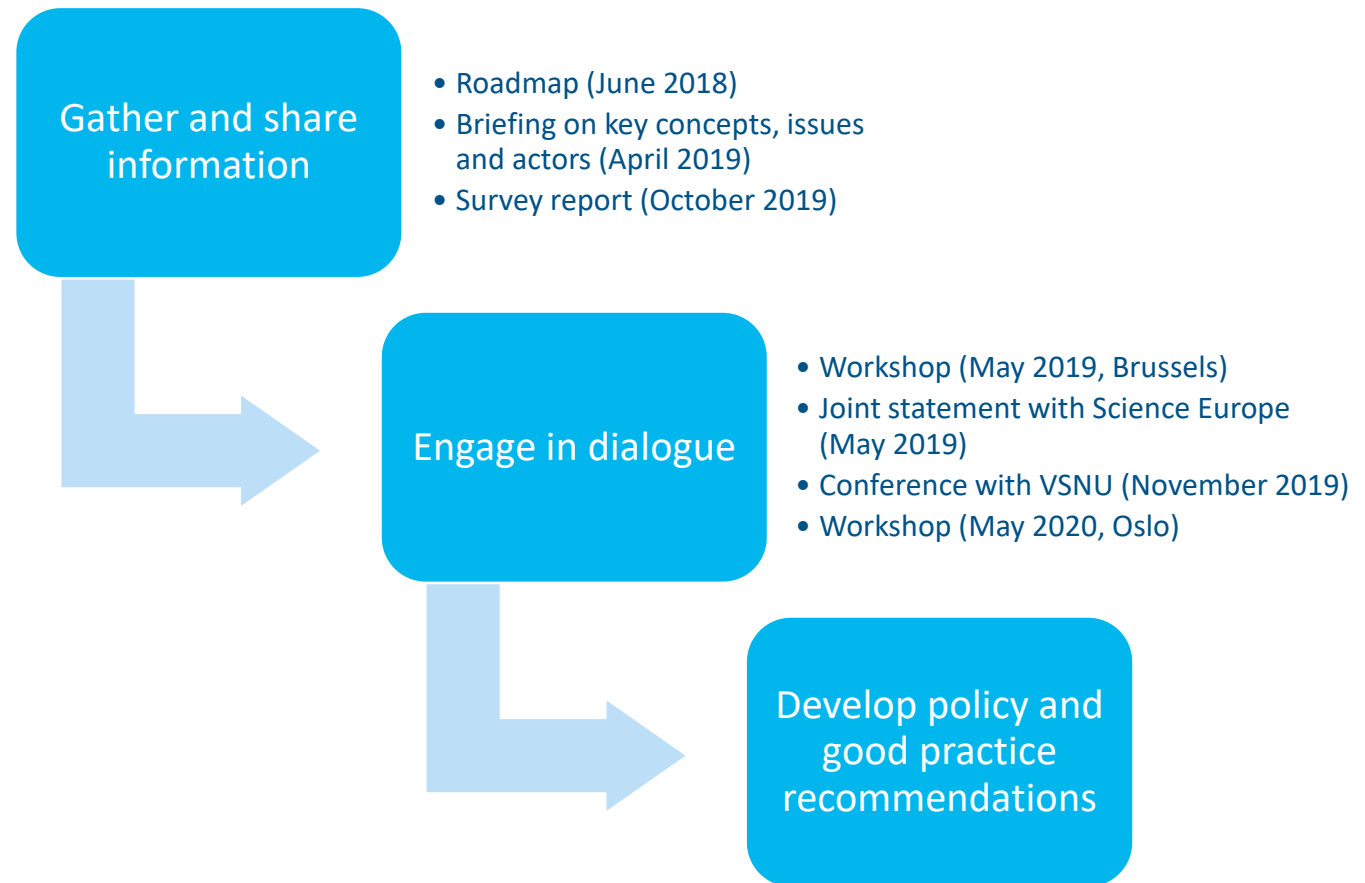 Gather and share
information
• Roadmap (June 2018)
• Briefing on key concepts, issues
and actors (April 2019)
• Survey report (October 2019)
Engage in dialogue
• Workshop (May 2019, Brussels)
• Joint statement with Science Europe
(May 2019)
• Conference with VSNU (November 2019)
• Workshop (May 2020, Oslo)
Develop policy and
good practice
recommendations